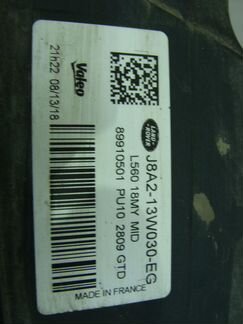 LAND-
ROVER
J8A2-13W030-EG
L560 18MY MID
89910501 PU10 2809 GTD
MADE IN FRANCE
Valeo
21h22 08/13/18